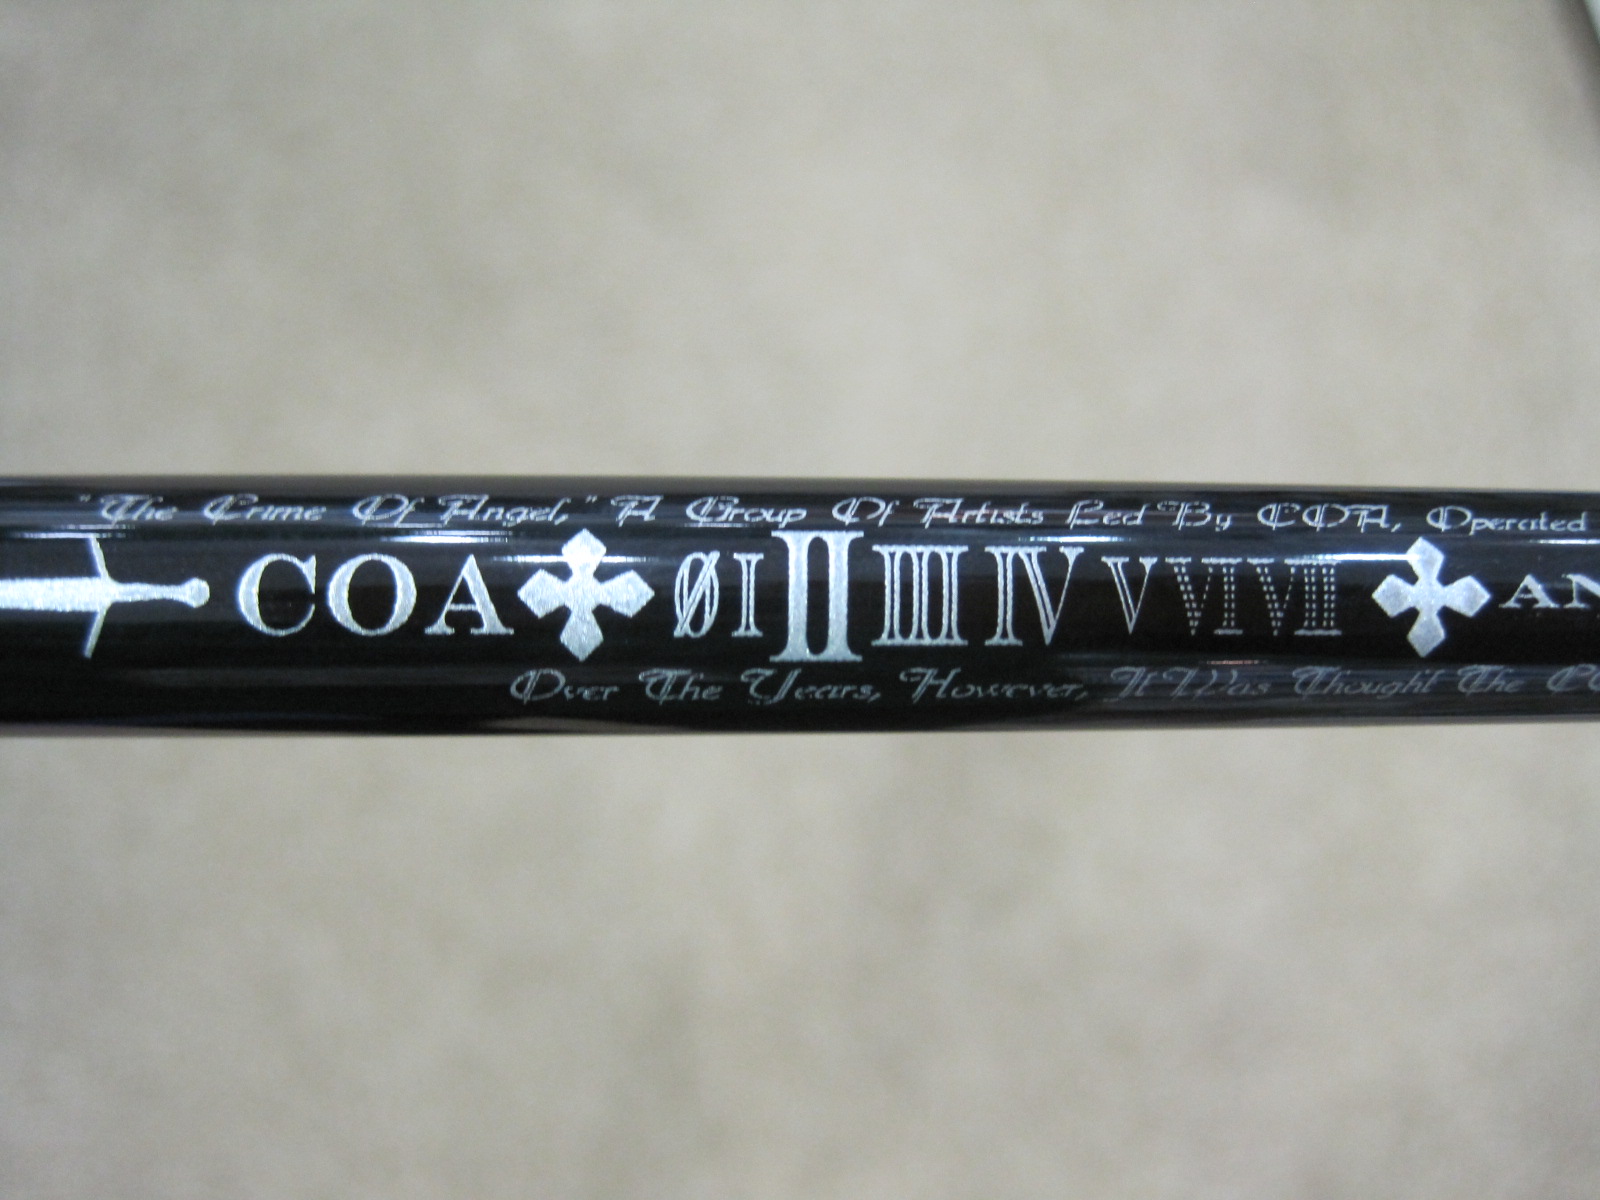 "The Crime Of Angel," A Group Of Artists Led By COA, Operated
COA ØI II IIII IV V VI VII AN
Over The Years, However, It Was Thought The